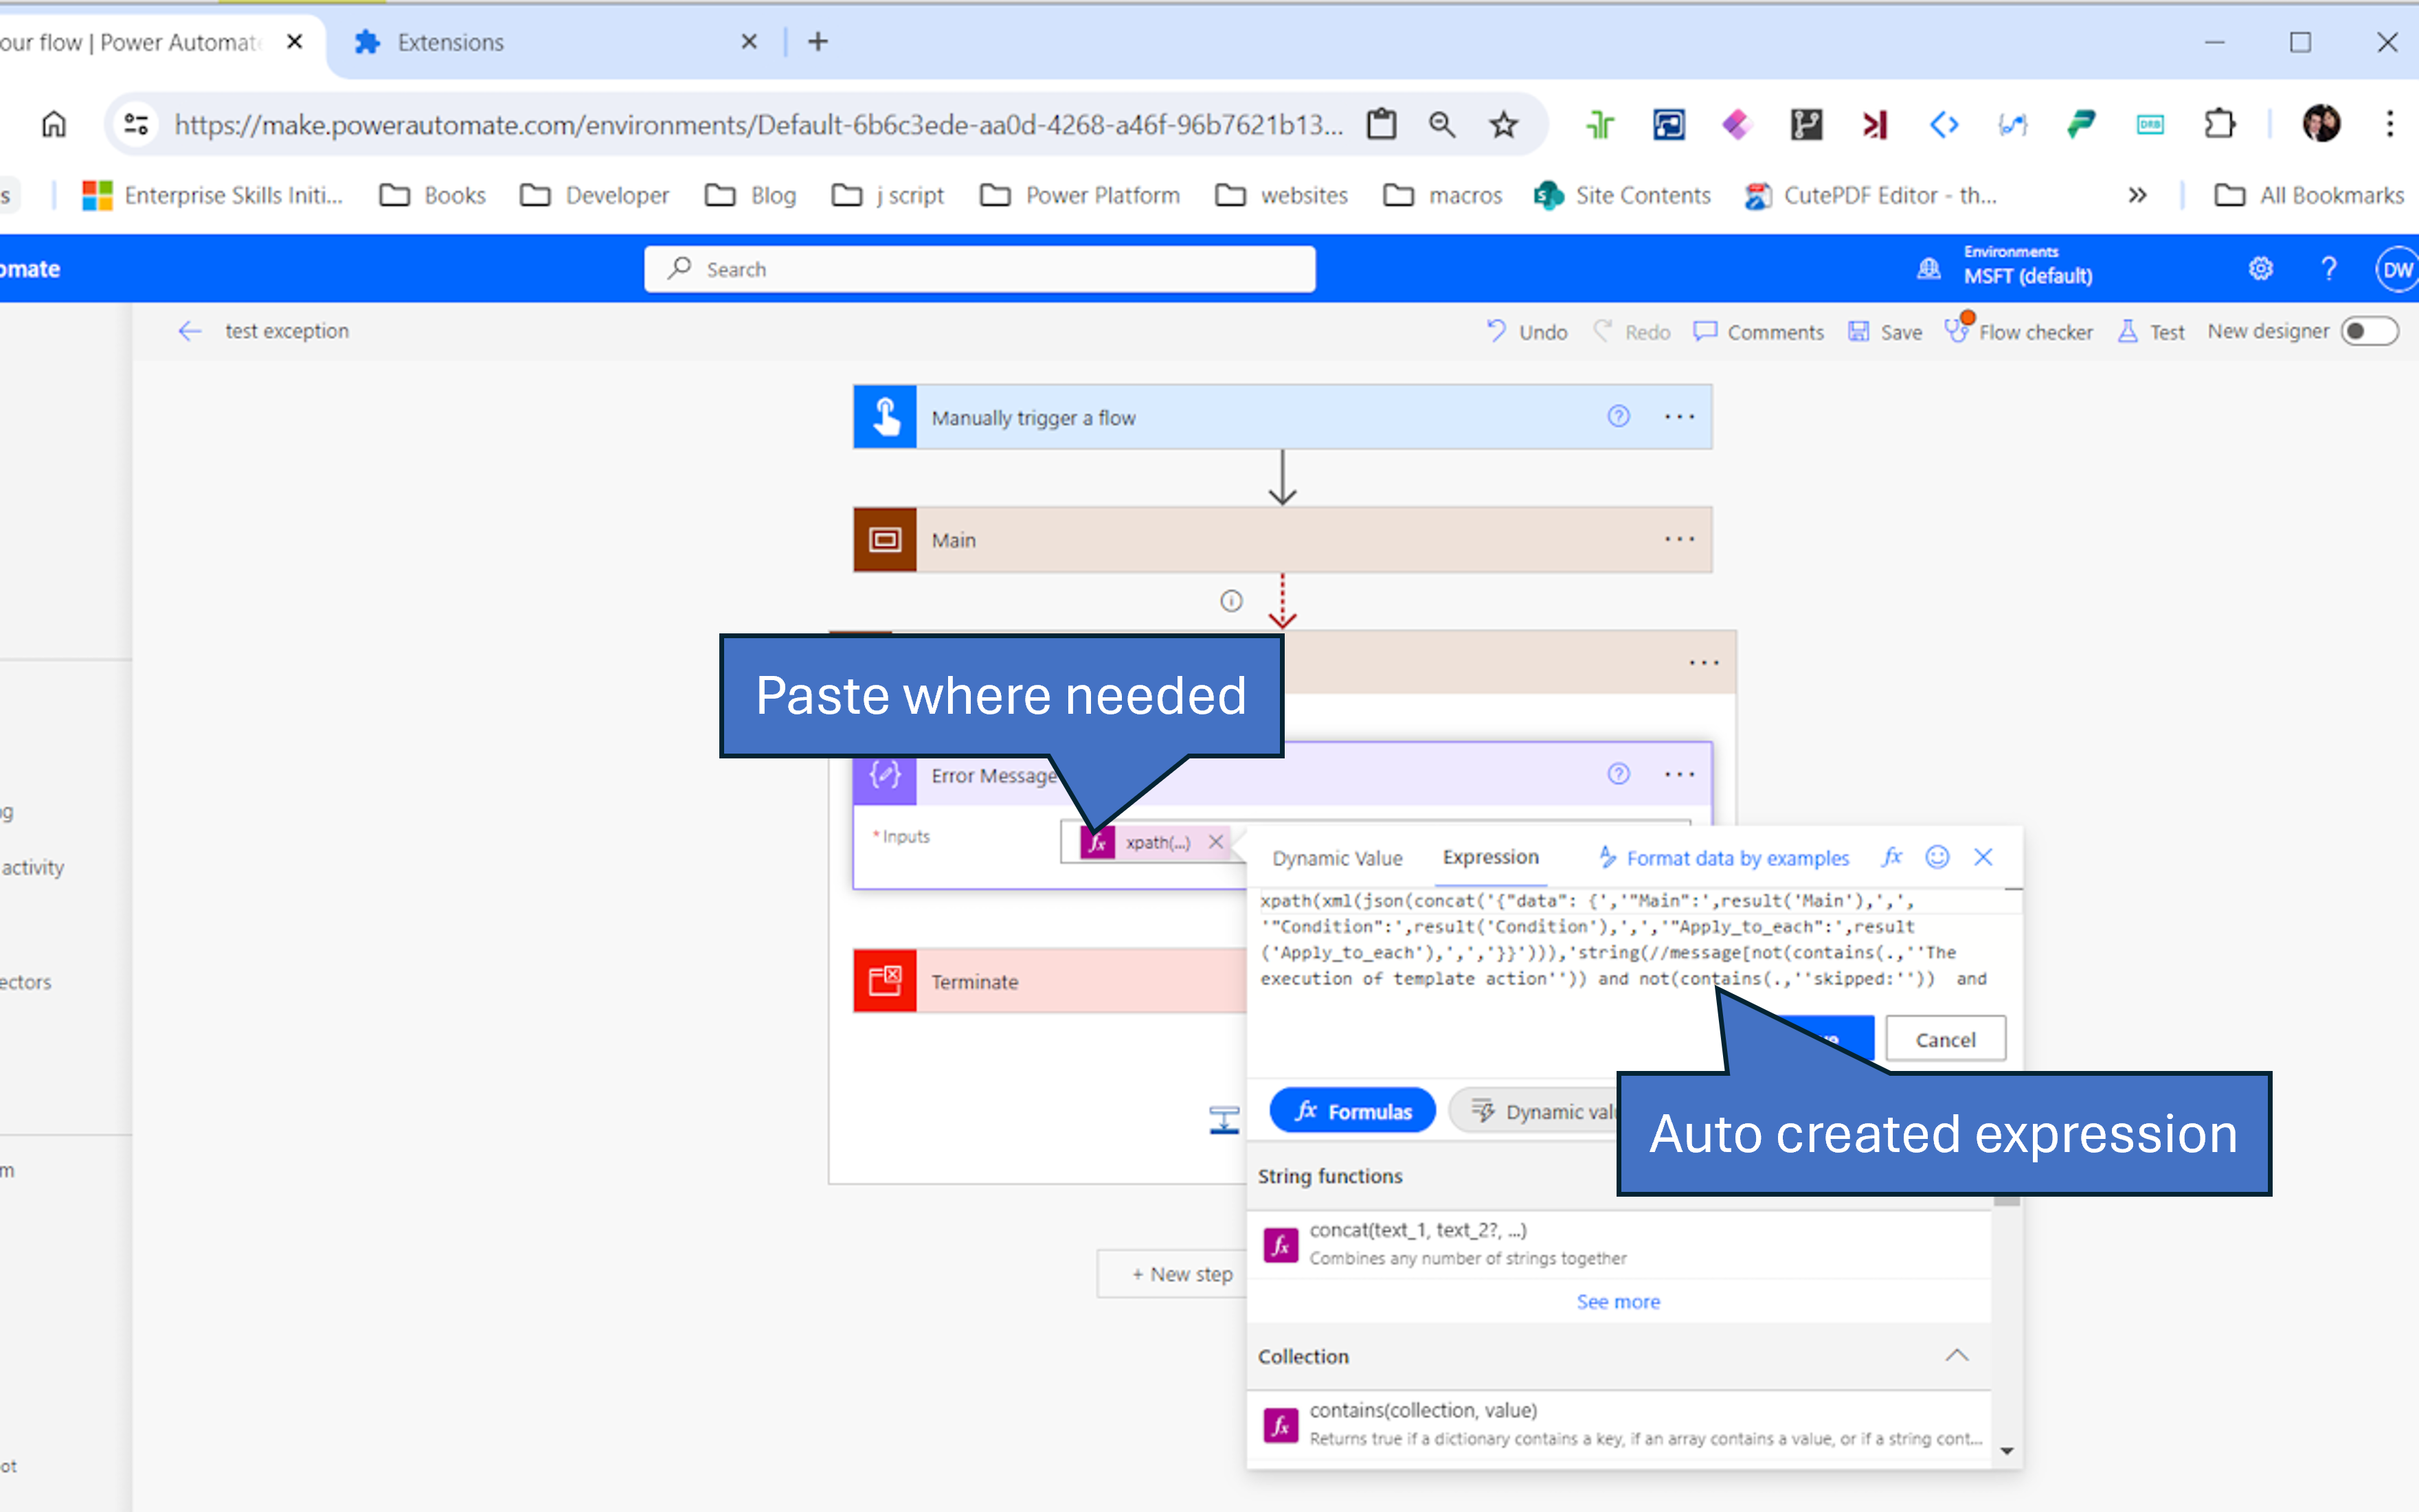 our flow | Power Automat
Extensions
https://make.powerautomate.com/environments/Default-6b6c3ede-aa0d-4268-a46f-96b7621b13...
DRB
s
Enterprise Skills Initi...
Books
Developer
Blog
j script
Power Platform
websites
macros
Site Contents
CutePDF Editor - th...
All Bookmarks
omate
Search
Environments
MSFT (default)
?
DW
test exception
Undo
Redo
Comments
Save
Flow checker
Test
New designer
Manually trigger a flow
Main
Paste where needed
Error Message
* Inputs
fx xpath(...)
Dynamic Value
Expression
Format data by examples
fx
xpath(xml(json(concat('{"data": {','"Main":',result('Main'),',',
'"Condition":',result('Condition'),',','"Apply_to_each":',result
('Apply_to_each'),',','}}'))),'string(//message[not(contains(.,''The
execution of template action'')) and not(contains(.,''skipped:''))  and
Terminate
Cancel
fx Formulas
Dynamic valu
Auto created expression
String functions
fx
concat(text_1, text_2?, ...)
Combines any number of strings together
+ New step
See more
Collection
fx
contains(collection, value)
Returns true if a dictionary contains a key, if an array contains a value, or if a string cont...
activity
ectors
m
ot